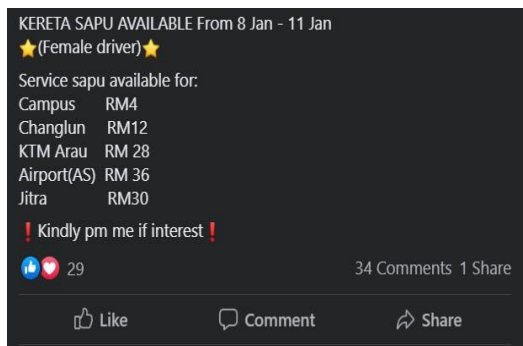 KERETA SAPU AVAILABLE From 8 Jan - 11 Jan
⭐(Female driver)⭐
Service sapu available for:
Campus RM4
Changlun RM12
KTM Arau RM 28
Airport(AS) RM 36
Jitra RM30
❗Kindly pm me if interest❗
29 34 Comments 1 Share
Like Comment Share